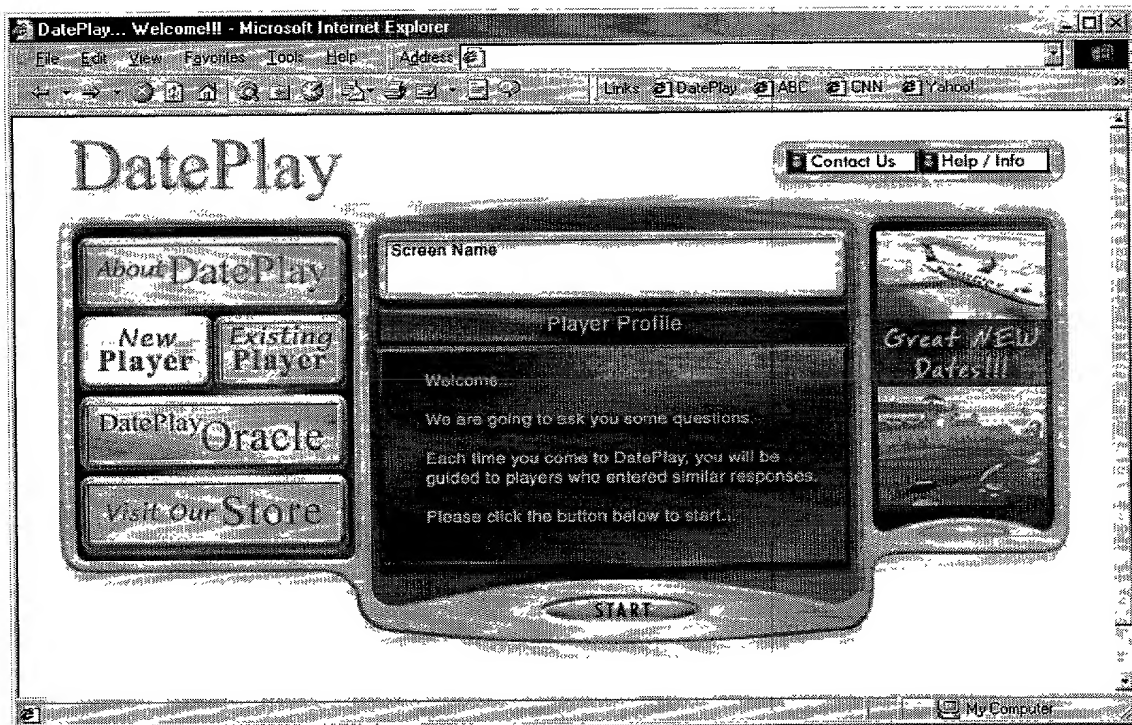 DatePlay... Welcome!!! - Microsoft Internet Explorer
File Edit View Favorites Tools Help Address
Links DatePlay ABC CNN Yahoo!
DatePlay
Contact Us Help / Info
About DatePlay
New Player
Existing Player
DatePlay Oracle
Visit Our Store
Screen Name
Player Profile
Welcome...
We are going to ask you some questions.
Each time you come to DatePlay, you will be
guided to players who entered similar responses.
Please click the button below to start...
START
Great NEW
Dates!!!
My Computer